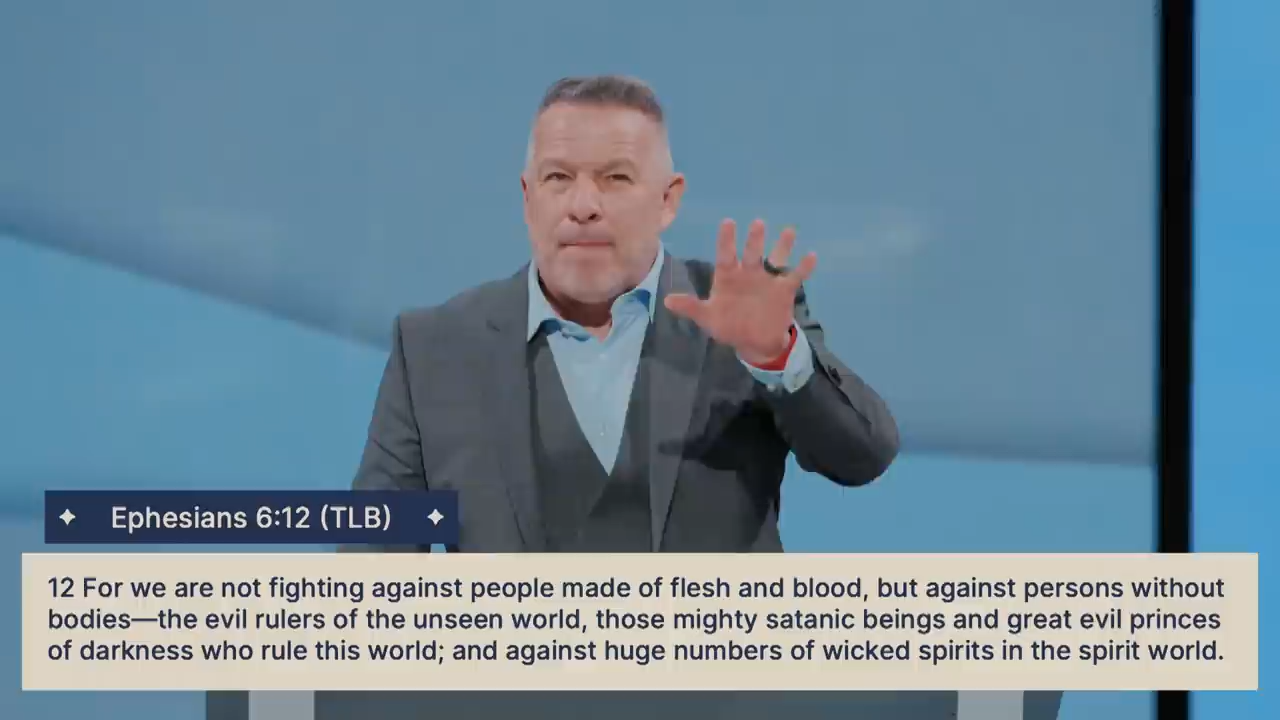 Ephesians 6:12 (TLB)
12 For we are not fighting against people made of flesh and blood, but against persons without
bodies—the evil rulers of the unseen world, those mighty satanic beings and great evil princes
of darkness who rule this world; and against huge numbers of wicked spirits in the spirit world.